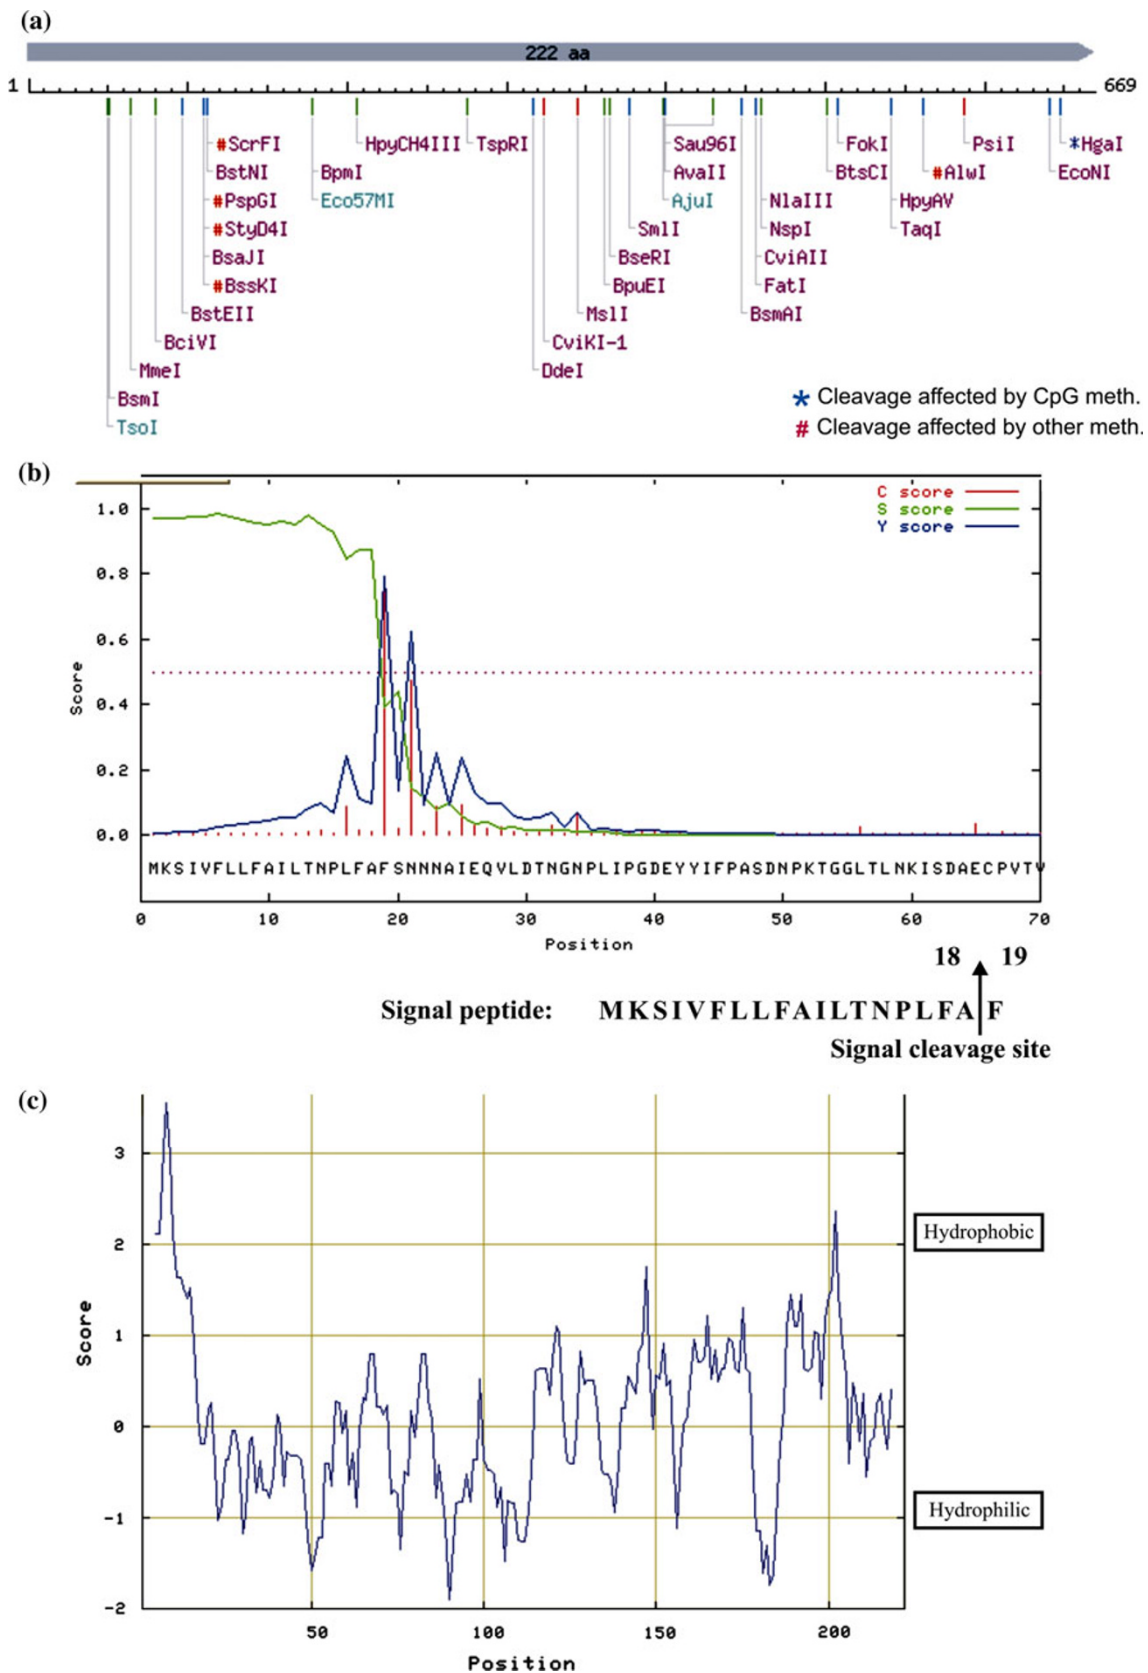 (a)
222 aa
1 669
#ScrFI HpyCH4III TspRI Sau96I FokI PsiI *HgaI
BstNI BpmI AvaII BtsCI #AlwI EcoNI
#PspGI Eco57MI AjuI NlaIII HpyAV
#StyD4I SmlI NspI TaqI
BsaJI BseRI CviAII
#BssKI BpuEI FatI
BstEII MslI BsmAI
BciVI CviKI-1
MmeI DdeI
BsmI
* Cleavage affected by CpG meth.
TsoI
# Cleavage affected by other meth.
(b)
C score
S score
Y score
1.0
0.8
0.6
0.4
0.2
0.0
Score
MKSIVFLLFAILTNPLFAFSNNNNAIEQVLDTNGNPLIPGDEYYIFPASDNPKTGGLTLNKISDAECPVTV
0 10 20 30 40 50 60 70
Position
18 19
Signal peptide: MKSIVFLLFAILTNPLFA F
Signal cleavage site
(c)
3
2
1
0
-1
-2
Score
Hydrophobic
Hydrophilic
50 100 150 200
Position